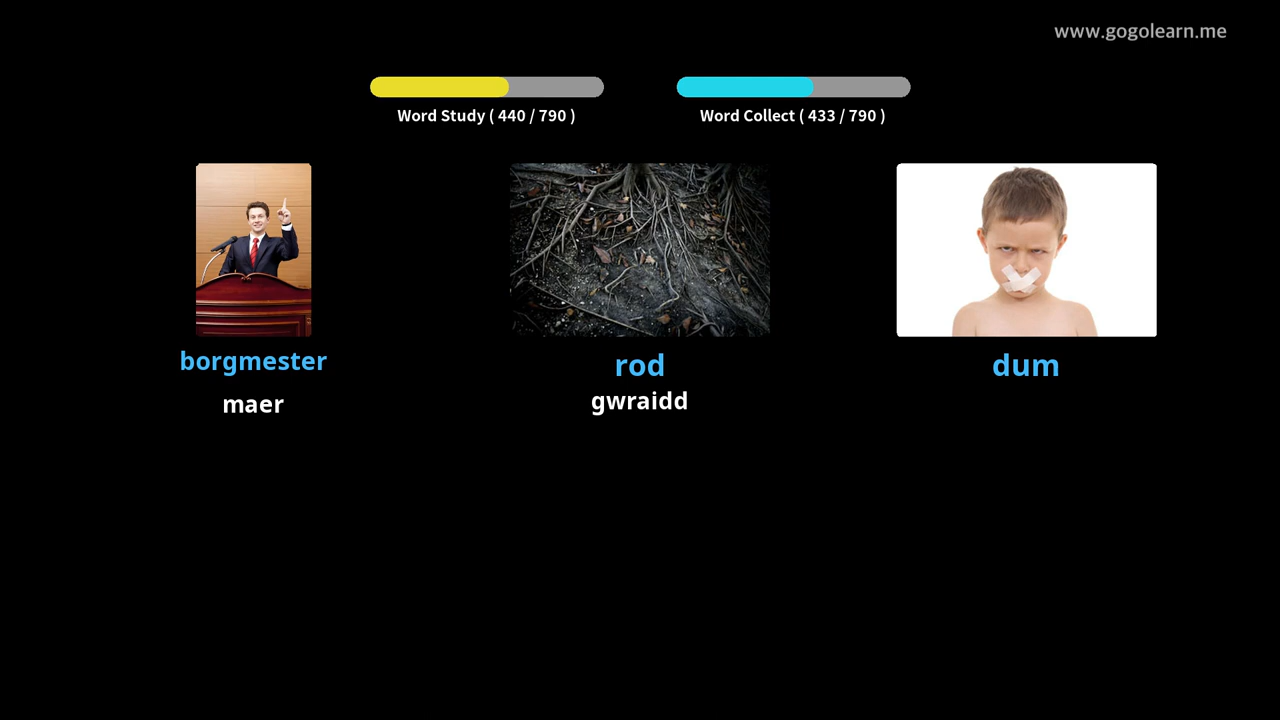 www.gogolearn.me
Word Study ( 440 / 790 )
Word Collect ( 433 / 790 )
borgmester
maer
rod
gwraidd
dum